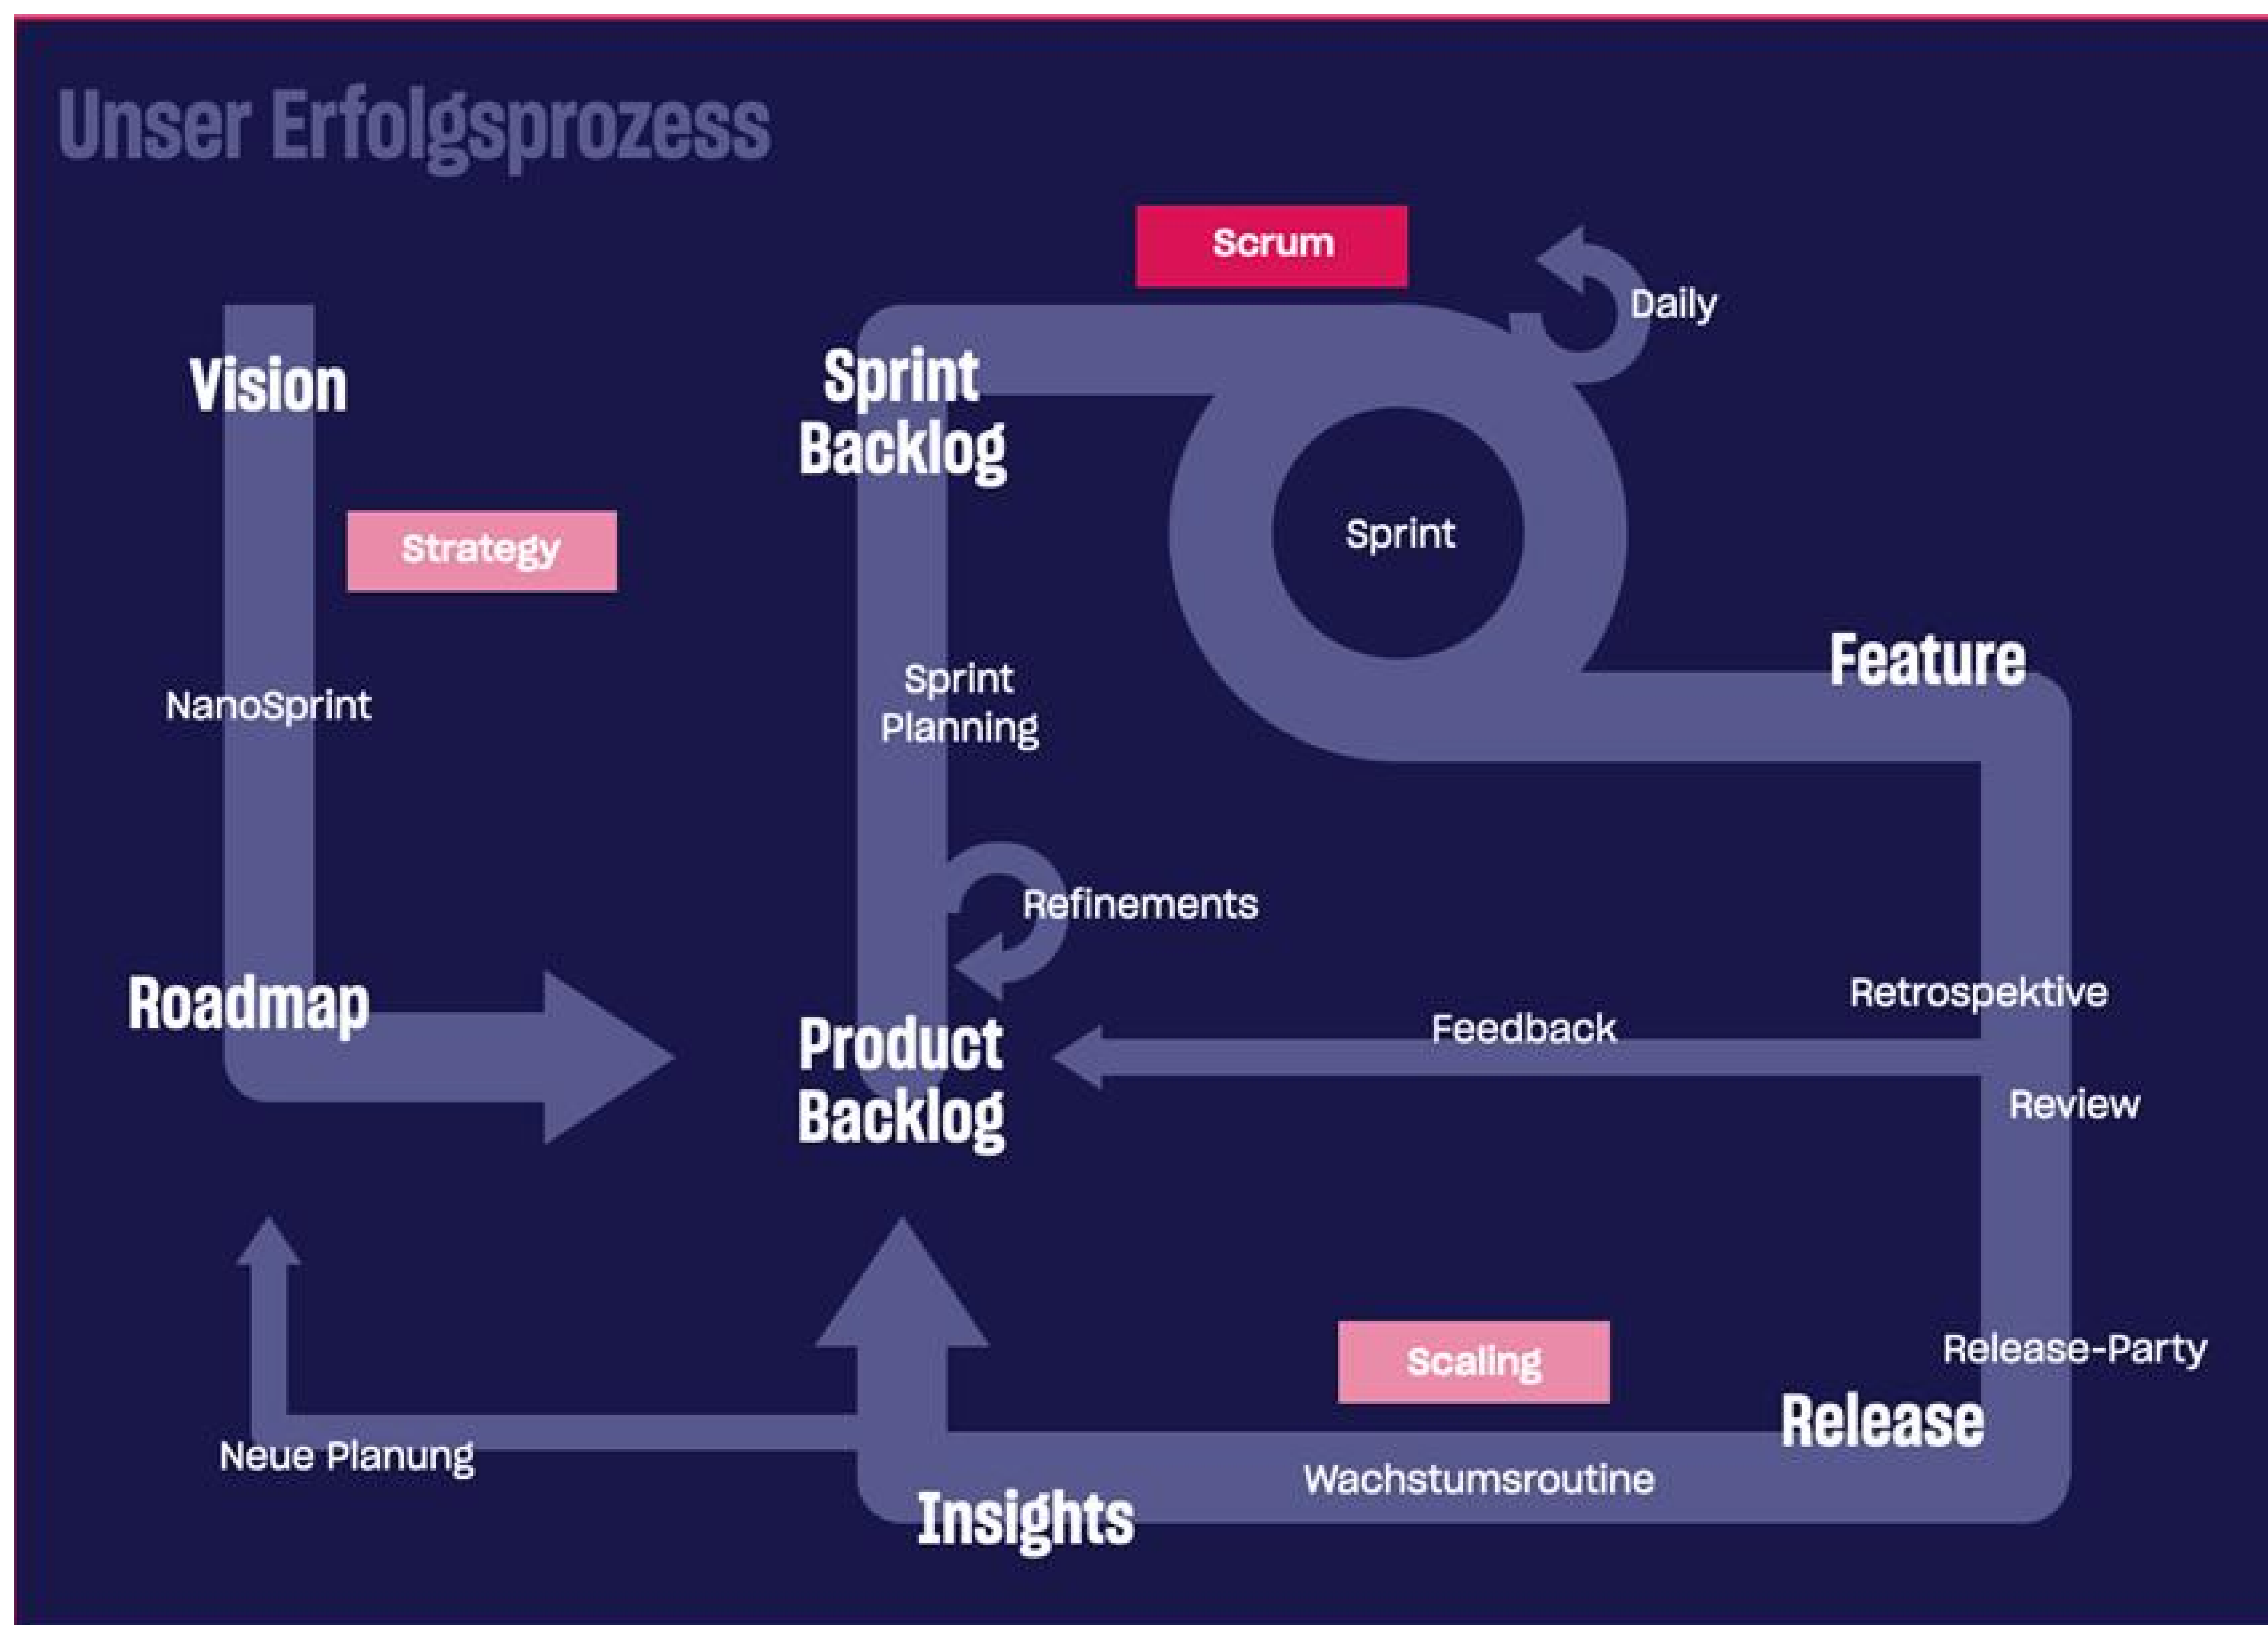 Unser Erfolgsprozess
Scrum
Daily
Vision
Sprint
Backlog
Strategy
Sprint
Feature
NanoSprint
Sprint
Planning
Refinements
Roadmap
Product
Backlog
Feedback
Retrospektive
Review
Release-Party
Scaling
Release
Neue Planung
Wachstumsroutine
Insights